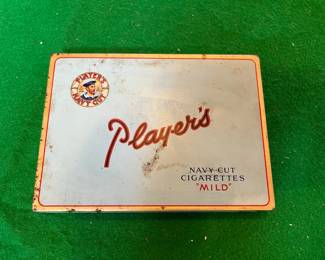 PLAYER'S
NAVY CUT
Player's
NAVY CUT
CIGARETTES
"MILD"